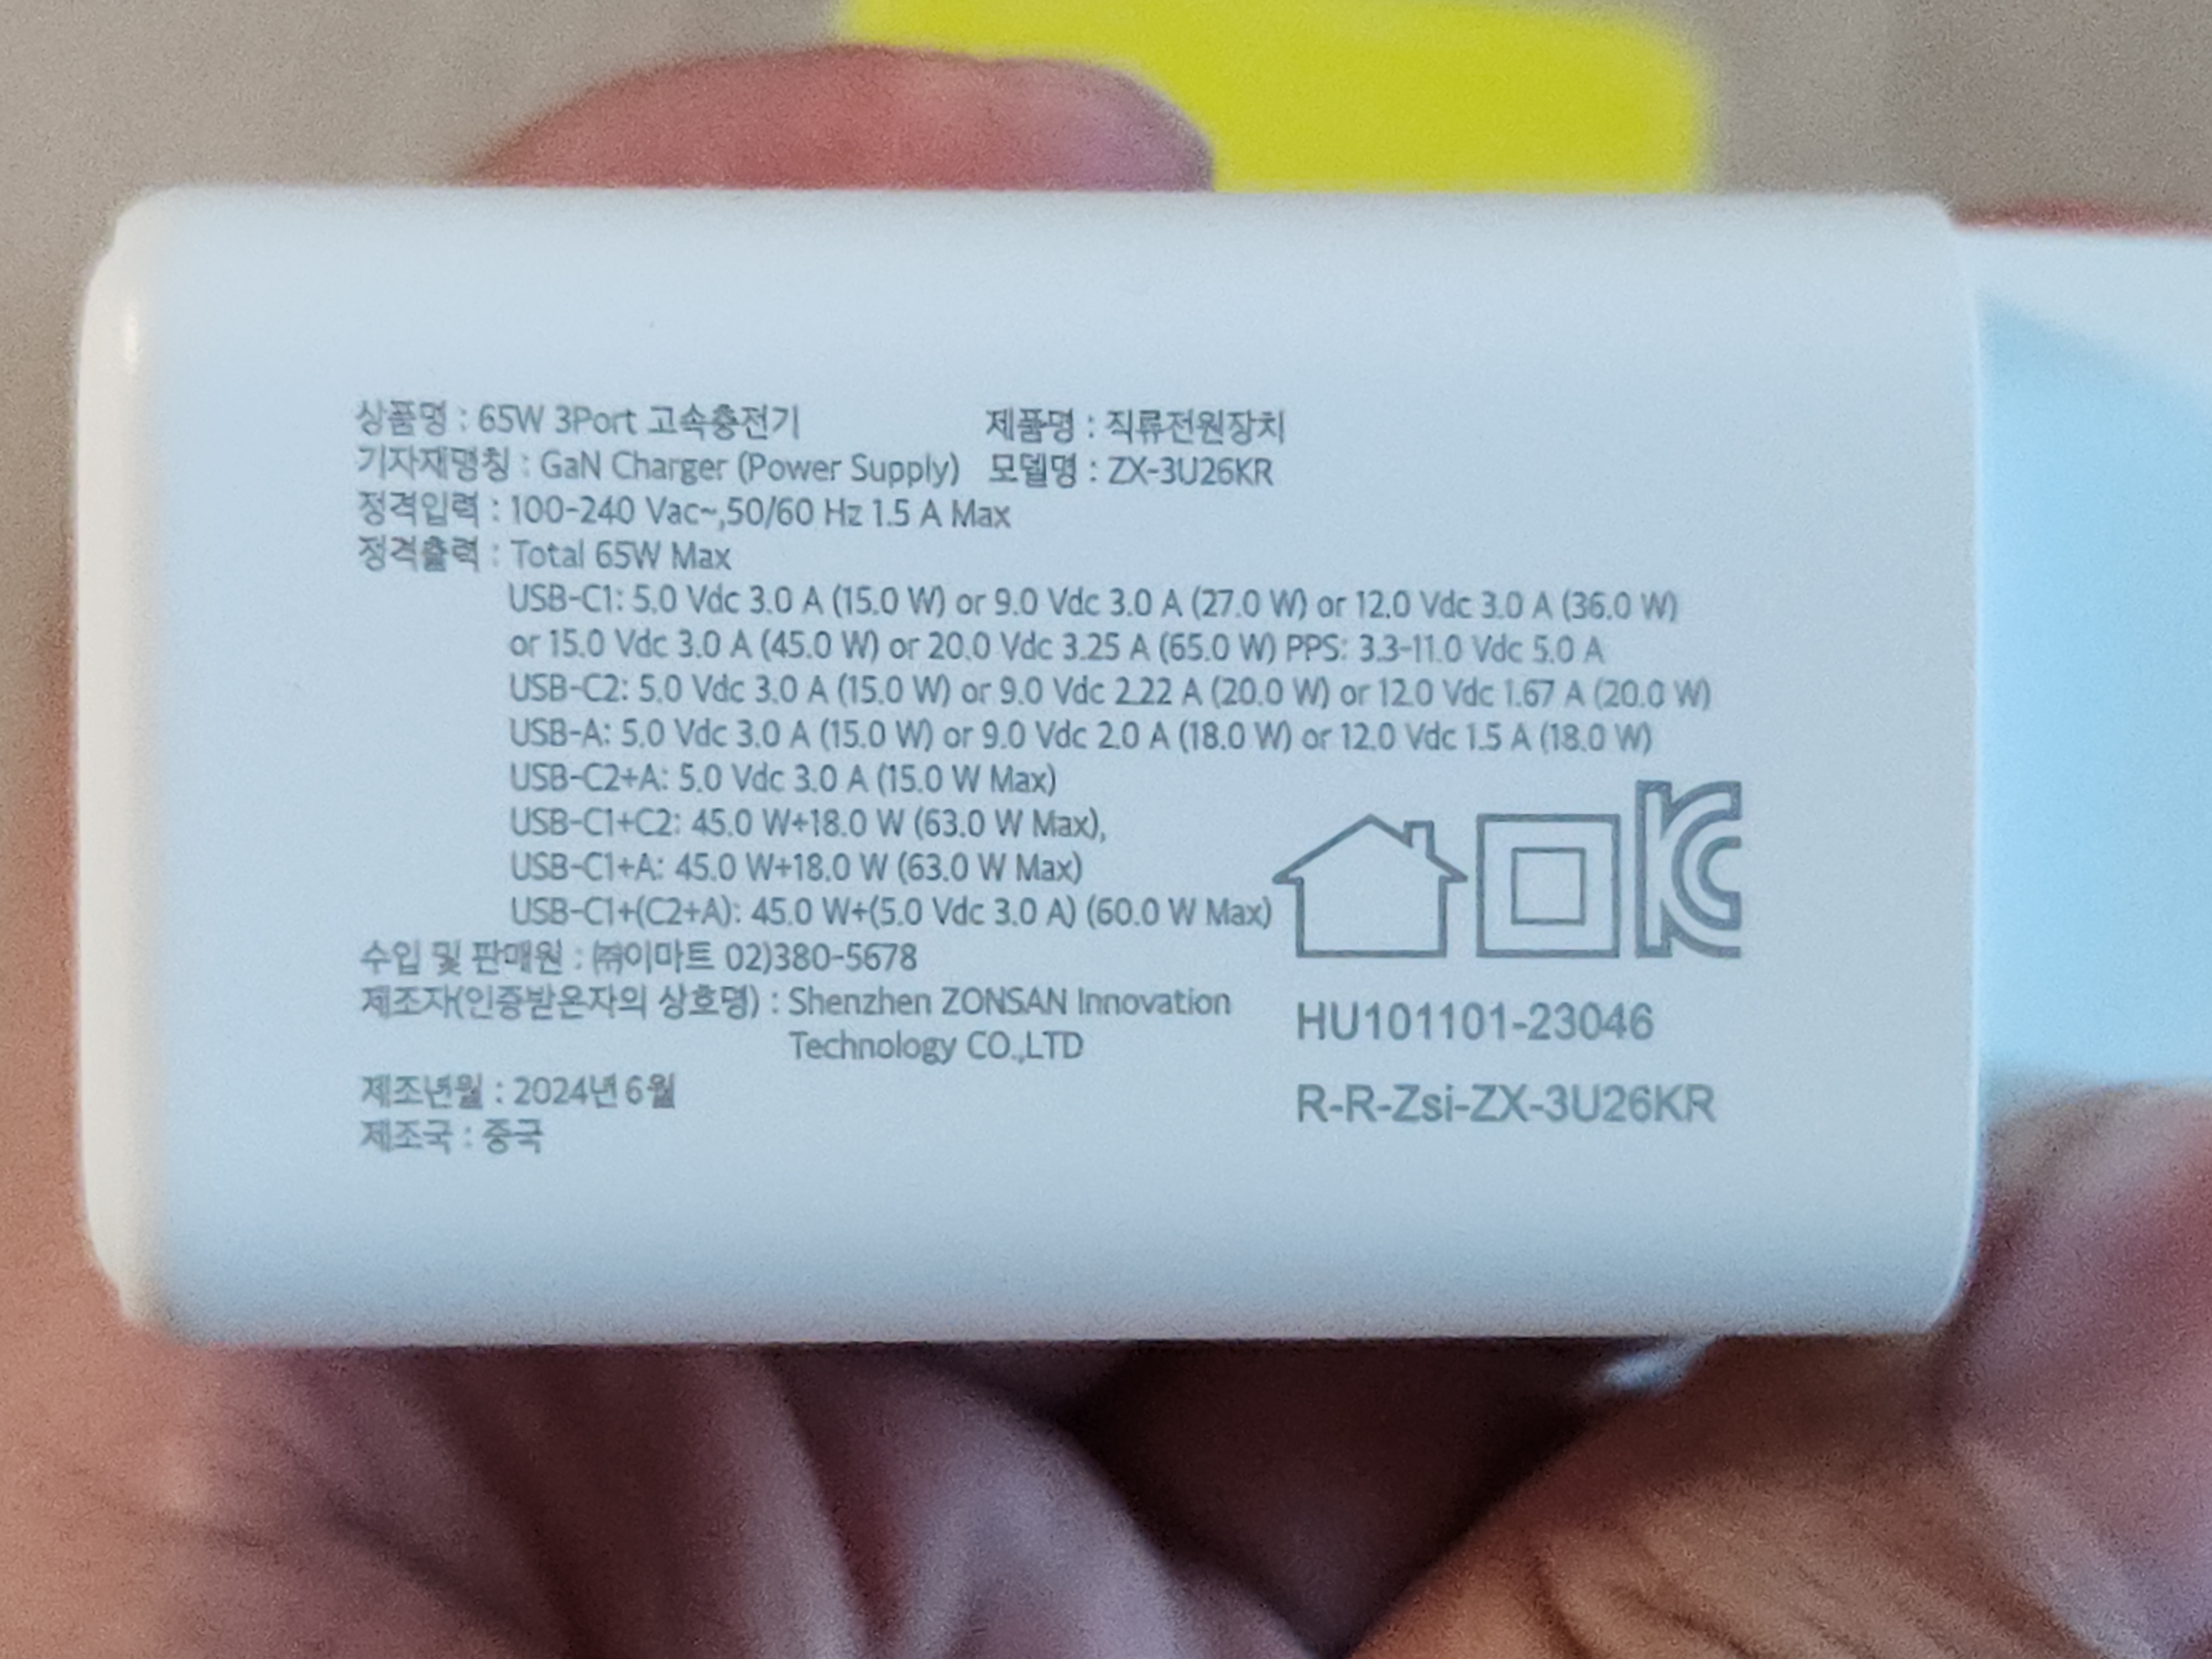 상품명 : 65W 3Port 고속충전기 제품명 : 직류전원장치
기자재명칭 : GaN Charger (Power Supply) 모델명 : ZX-3U26KR
정격입력 : 100-240 Vac~,50/60 Hz 1.5 A Max
정격출력 : Total 65W Max
USB-C1: 5.0 Vdc 3.0 A (15.0 W) or 9.0 Vdc 3.0 A (27.0 W) or 12.0 Vdc 3.0 A (36.0 W)
or 15.0 Vdc 3.0 A (45.0 W) or 20.0 Vdc 3.25 A (65.0 W) PPS: 3.3-11.0 Vdc 5.0 A
USB-C2: 5.0 Vdc 3.0 A (15.0 W) or 9.0 Vdc 2.22 A (20.0 W) or 12.0 Vdc 1.67 A (20.0 W)
USB-A: 5.0 Vdc 3.0 A (15.0 W) or 9.0 Vdc 2.0 A (18.0 W) or 12.0 Vdc 1.5 A (18.0 W)
USB-C2+A: 5.0 Vdc 3.0 A (15.0 W Max)
USB-C1+C2: 45.0 W+18.0 W (63.0 W Max),
USB-C1+A: 45.0 W+18.0 W (63.0 W Max)
USB-C1+(C2+A): 45.0 W+(5.0 Vdc 3.0 A) (60.0 W Max)
수입 및 판매원 : ㈜이마트 02)380-5678
제조자(인증받은자의 상호명) : Shenzhen ZONSAN Innovation
Technology CO.,LTD
제조년월 : 2024년 6월
제조국 : 중국
KC
HU101101-23046
R-R-Zsi-ZX-3U26KR